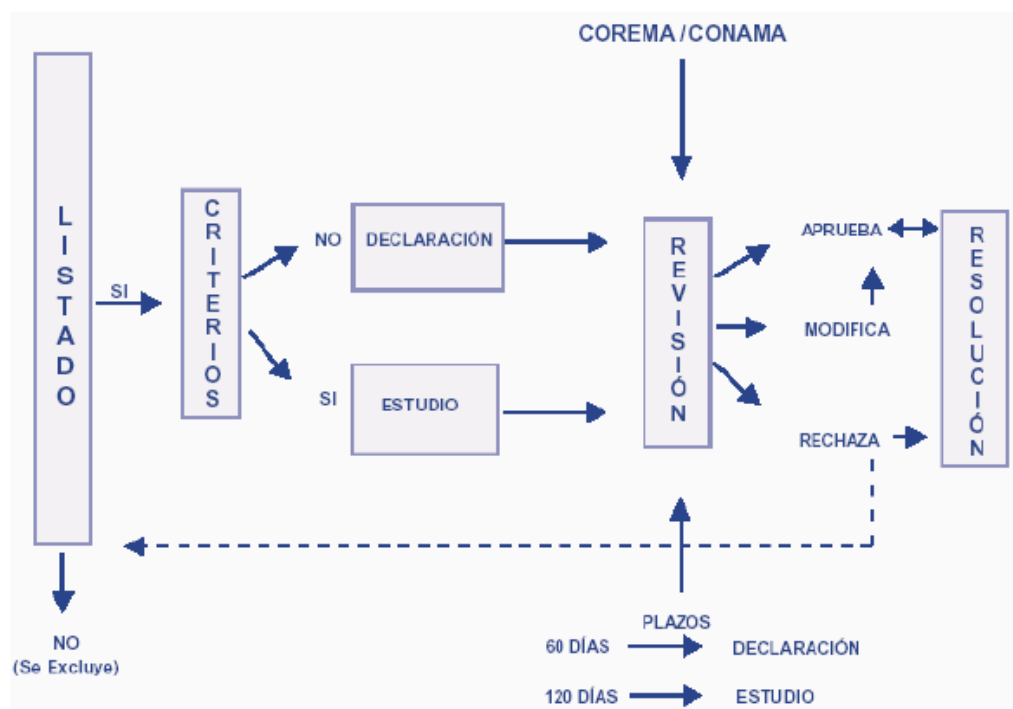 COREMA/CONAMA
LISTADO
SI
CRITERIOS
NO
DECLARACIÓN
SI
ESTUDIO
REVISIÓN
APRUEBA
MODIFICA
RECHAZA
RESOLUCIÓN
NO
(Se Excluye)
PLAZOS
60 DÍAS DECLARACIÓN
120 DÍAS ESTUDIO